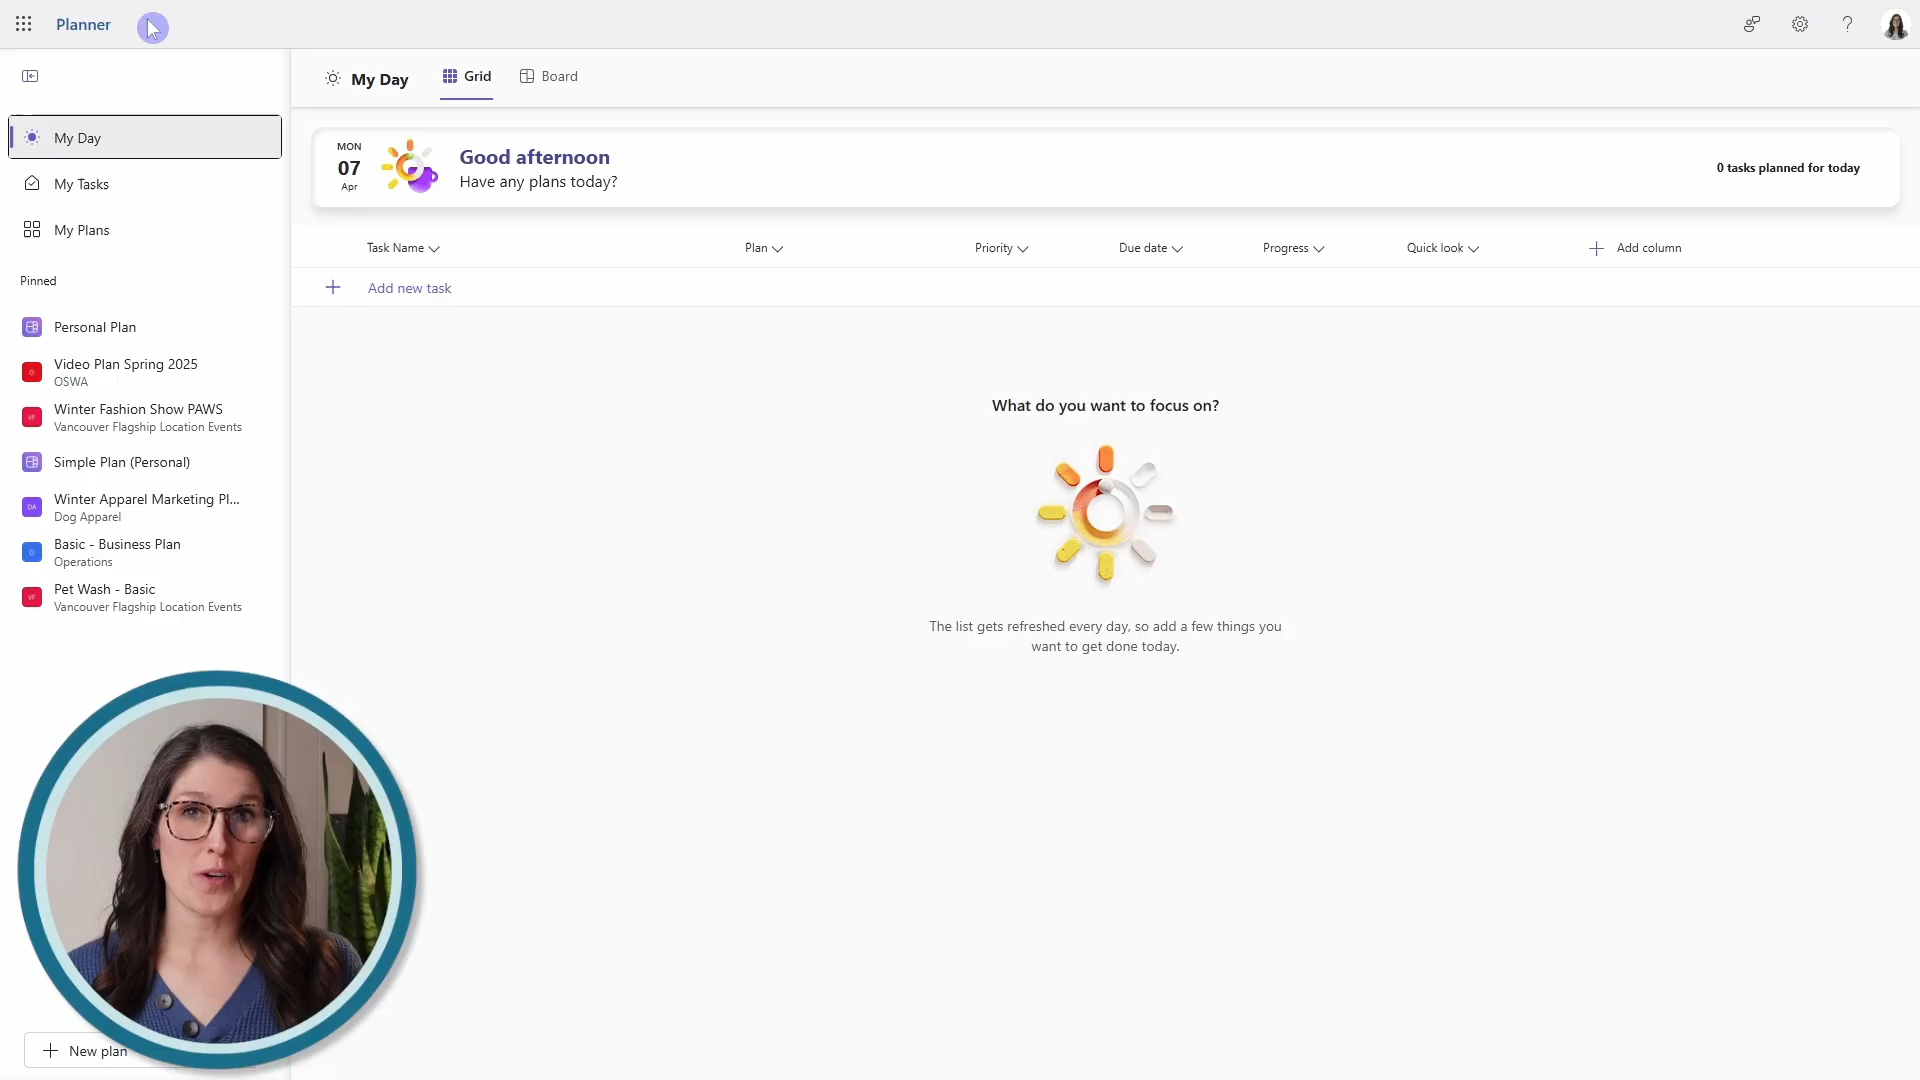 Planner
My Day
Grid
Board
My Day
My Tasks
My Plans
Pinned
Personal Plan
Video Plan Spring 2025
OSWA
Winter Fashion Show PAWS
Vancouver Flagship Location Events
Simple Plan (Personal)
Winter Apparel Marketing Pl...
Dog Apparel
Basic - Business Plan
Operations
Pet Wash - Basic
Vancouver Flagship Location Events
New plan
MON
07
Apr
Good afternoon
Have any plans today?
0 tasks planned for today
Task Name
Plan
Priority
Due date
Progress
Quick look
Add column
Add new task
What do you want to focus on?
The list gets refreshed every day, so add a few things you
want to get done today.